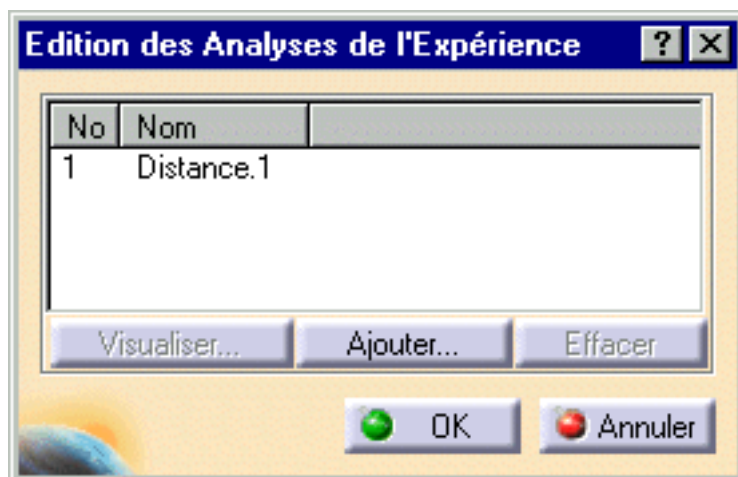 Edition des Analyses de l'Expérience ? X
No Nom
1 Distance.1
Visualiser... Ajouter... Effacer
OK Annuler